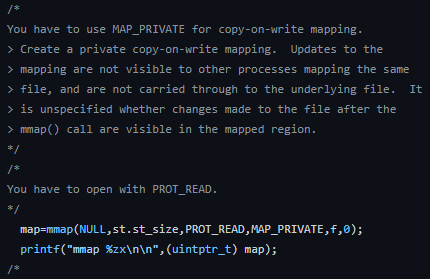 /*
You have to use MAP_PRIVATE for copy-on-write mapping.
> Create a private copy-on-write mapping.  Updates to the
> mapping are not visible to other processes mapping the same
> file, and are not carried through to the underlying file.  It
> is unspecified whether changes made to the file after the
> mmap() call are visible in the mapped region.
*/
/*
You have to open with PROT_READ.
*/
  map=mmap(NULL,st.st_size,PROT_READ,MAP_PRIVATE,f,0);
  printf("mmap %zx\n\n",(uintptr_t) map);
/*